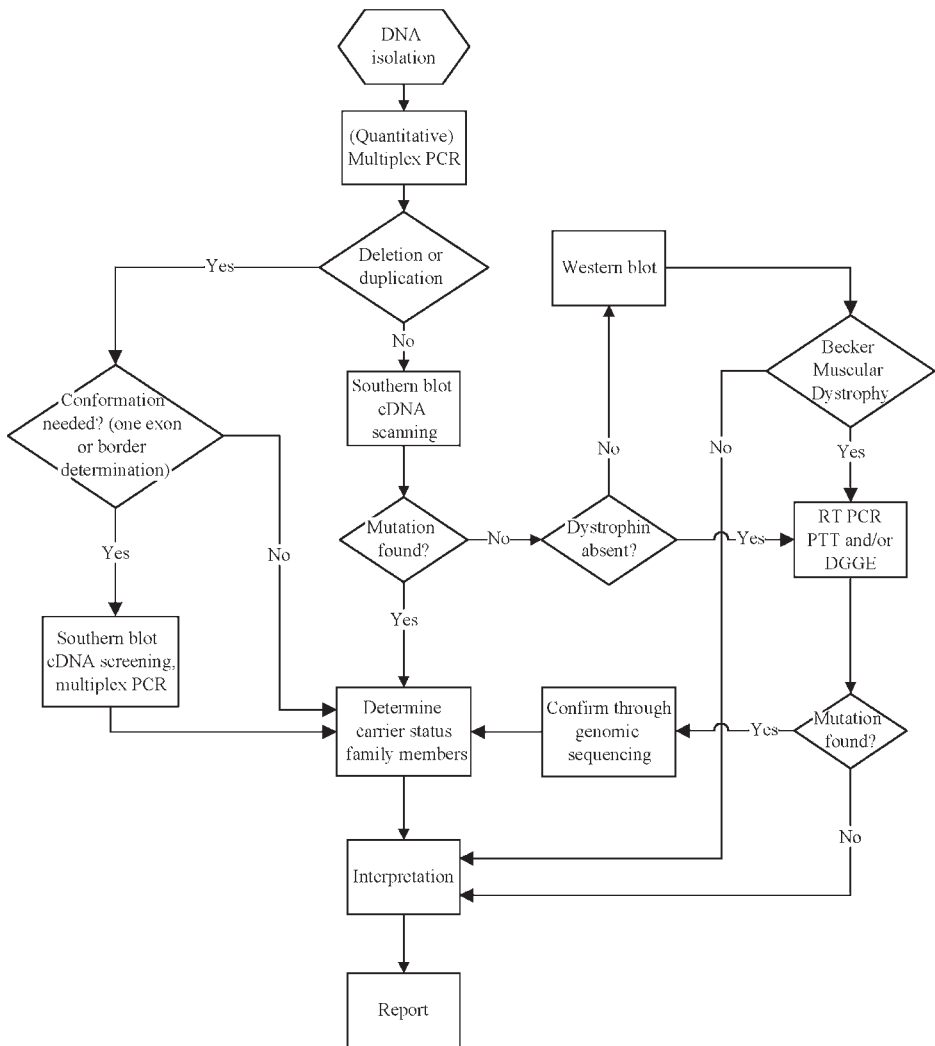 DNA
isolation
(Quantitative)
Multiplex PCR
Deletion or
duplication
Yes
No
Western blot
Becker
Muscular
Dystrophy
Conformation
needed? (one exon
or border
determination)
Southern blot
cDNA
scanning
No
No
Yes
Mutation
found?
No
Dystrophin
absent?
Yes
RT PCR
PTT and/or
DGGE
Yes
No
Yes
Southern blot
cDNA screening,
multiplex PCR
Determine
carrier status
family members
Confirm through
genomic
sequencing
Yes
Mutation
found?
No
Interpretation
Report